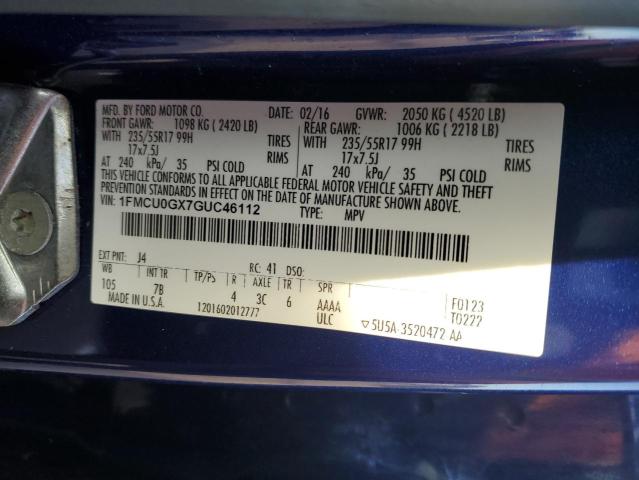 MFD. BY FORD MOTOR CO. DATE: 02/16 GVWR: 2050 KG ( 4520 LB)
FRONT GAWR: 1098 KG ( 2420 LB) REAR GAWR: 1006 KG ( 2218 LB)
WITH 235/55R17 99H TIRES WITH 235/55R17 99H TIRES
17x7.5J RIMS 17x7.5J RIMS
AT 240 kPa/ 35 PSI COLD AT 240 kPa/ 35 PSI COLD
THIS VEHICLE CONFORMS TO ALL APPLICABLE FEDERAL MOTOR VEHICLE SAFETY AND THEFT
PREVENTION STANDARDS IN EFFECT ON THE DATE OF MANUFACTURE SHOWN ABOVE.
VIN: 1FMCU0GX7GUC46112 TYPE: MPV
EXT PNT: J4 RC: 41 DSO:
WB INT TR TP/PS R AXLE TR SPR
105 7B 4 3C 6 AAAA F0123
MADE IN U.S.A. ULC T0222
1201602012777 ▽5U5A-3520472-AA